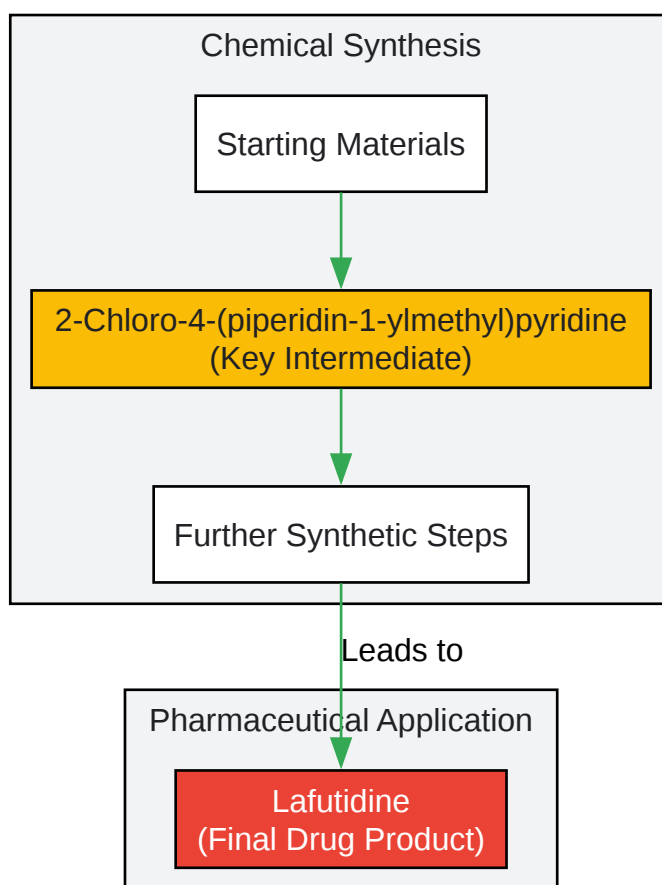 Chemical Synthesis
Starting Materials
2-Chloro-4-(piperidin-1-ylmethyl)pyridine
(Key Intermediate)
Further Synthetic Steps
Leads to
Pharmaceutical Application
Lafutidine
(Final Drug Product)